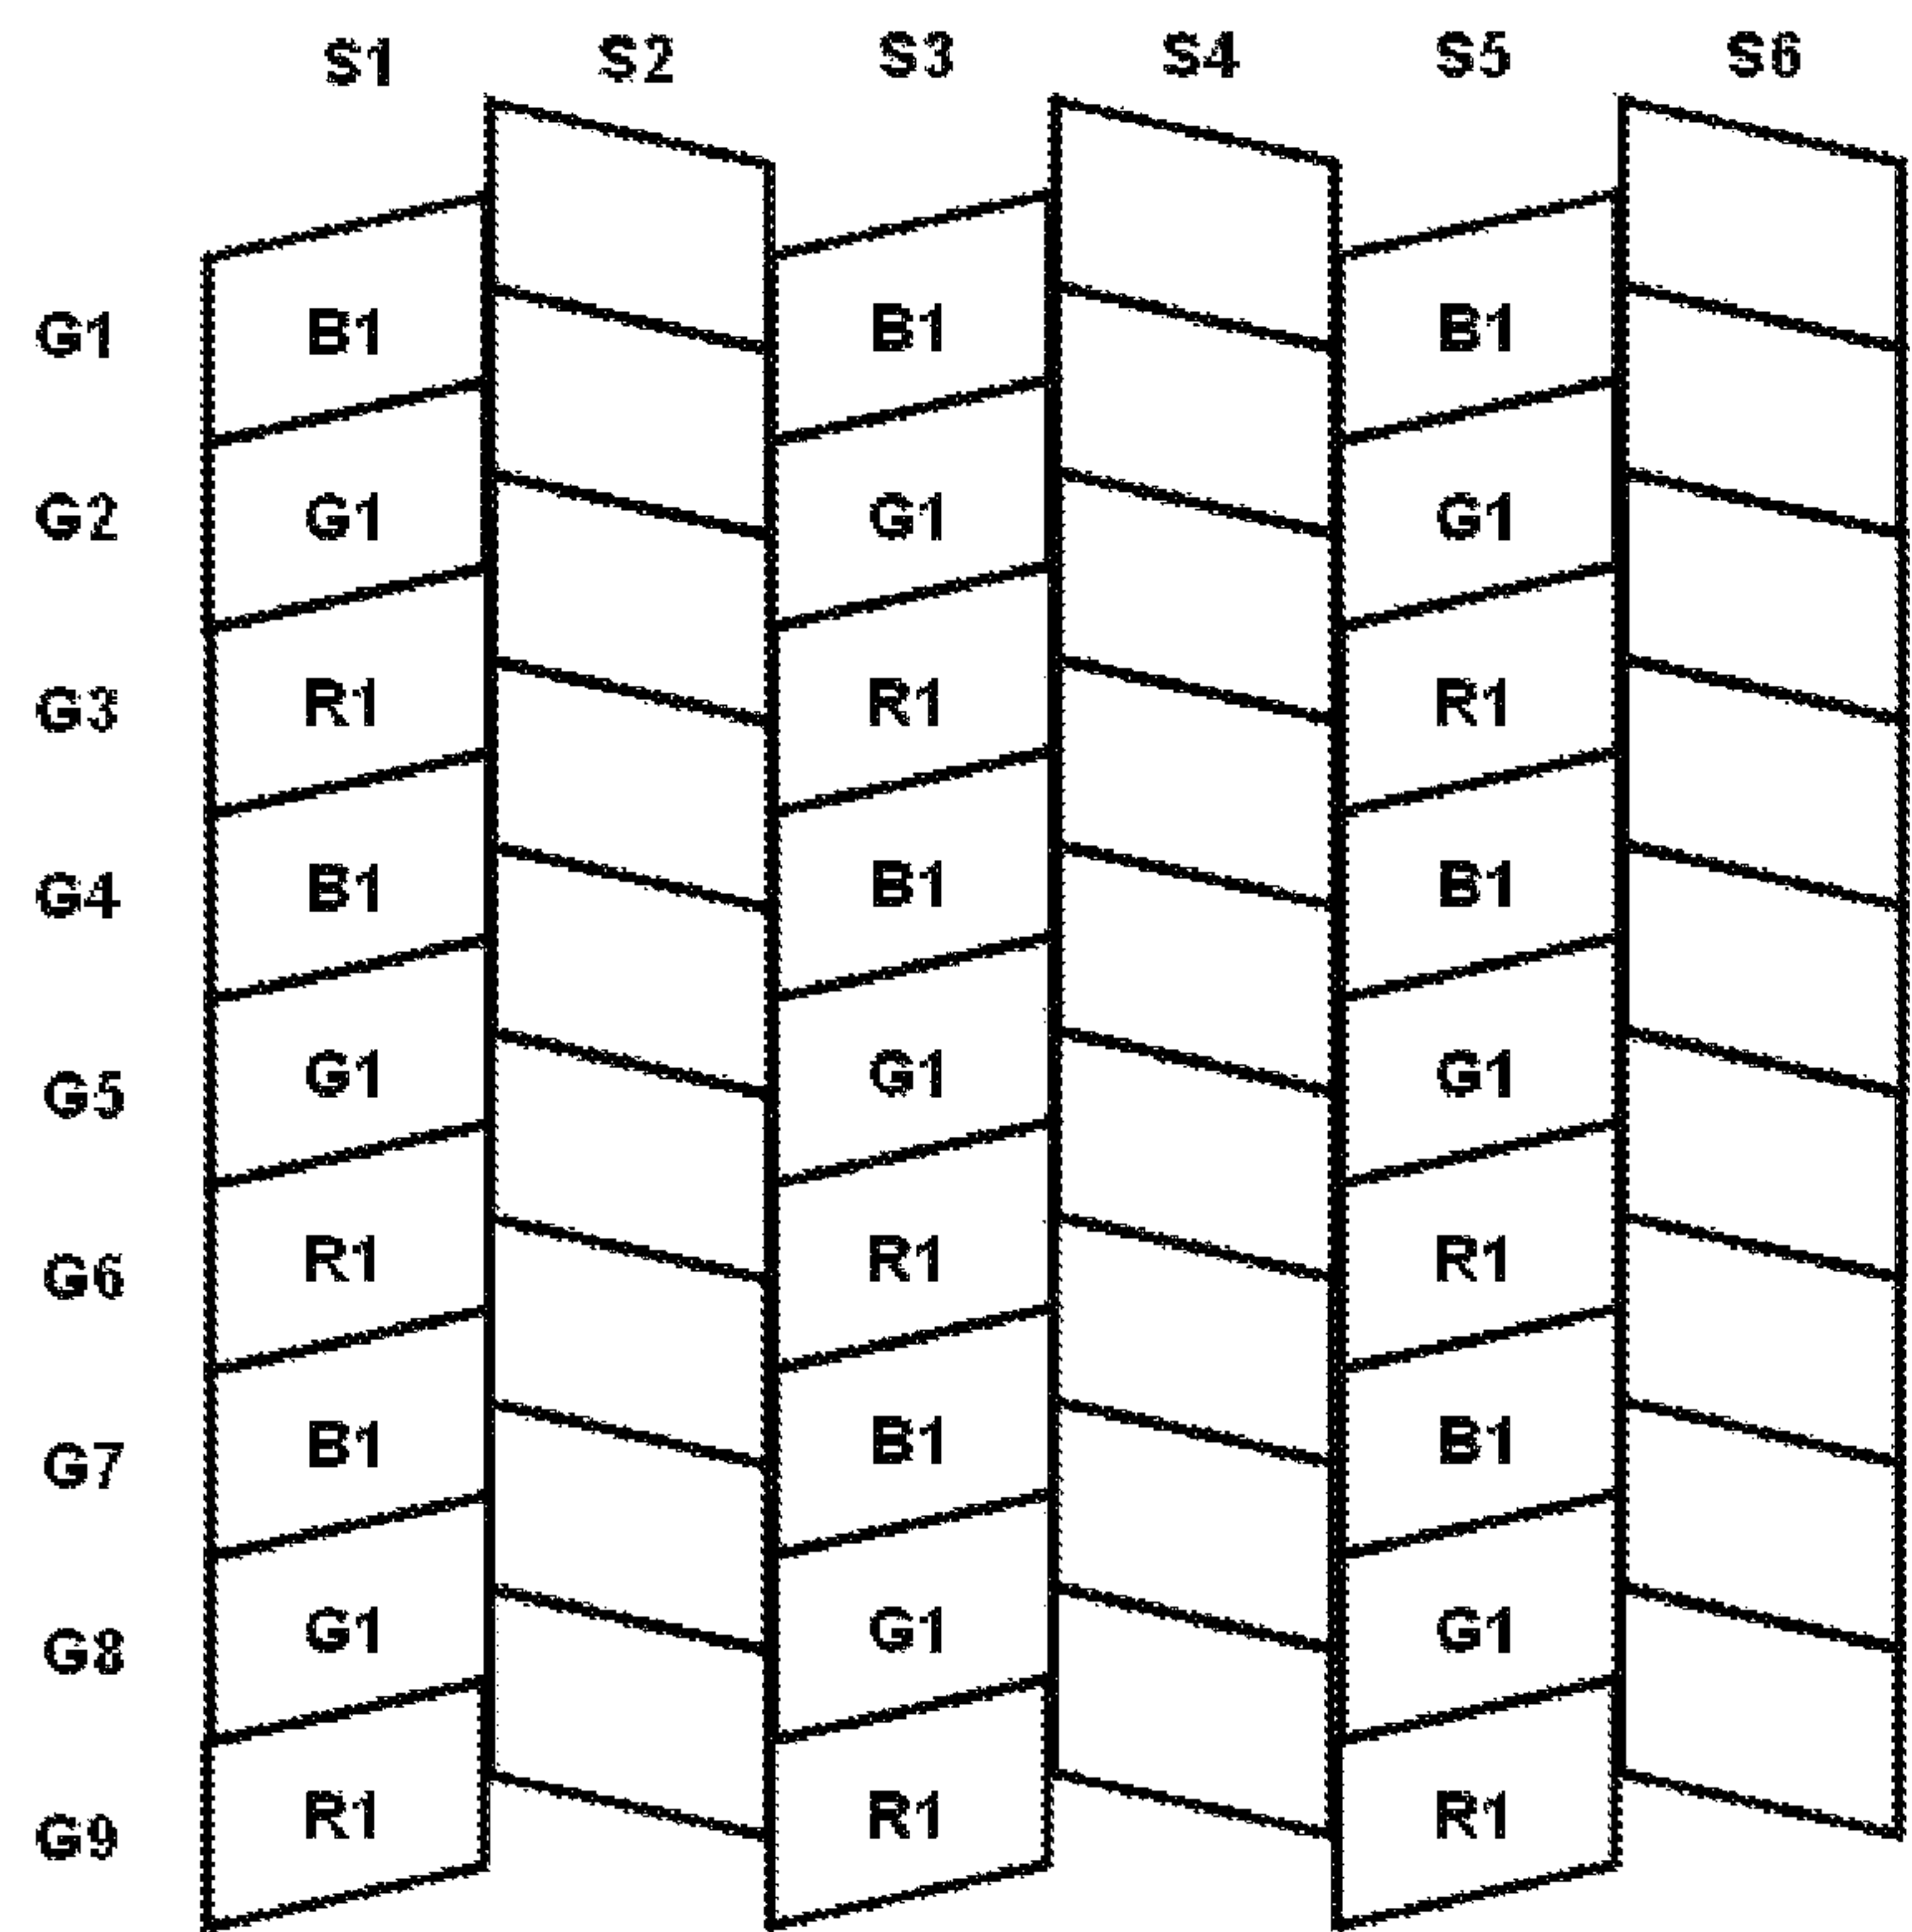 S1 S2 S3 S4 S5 S6
G1 B1 B1 B1
G2 G1 G1 G1
G3 R1 R1 R1
G4 B1 B1 B1
G5 G1 G1 G1
G6 R1 R1 R1
G7 B1 B1 B1
G8 G1 G1 G1
G9 R1 R1 R1